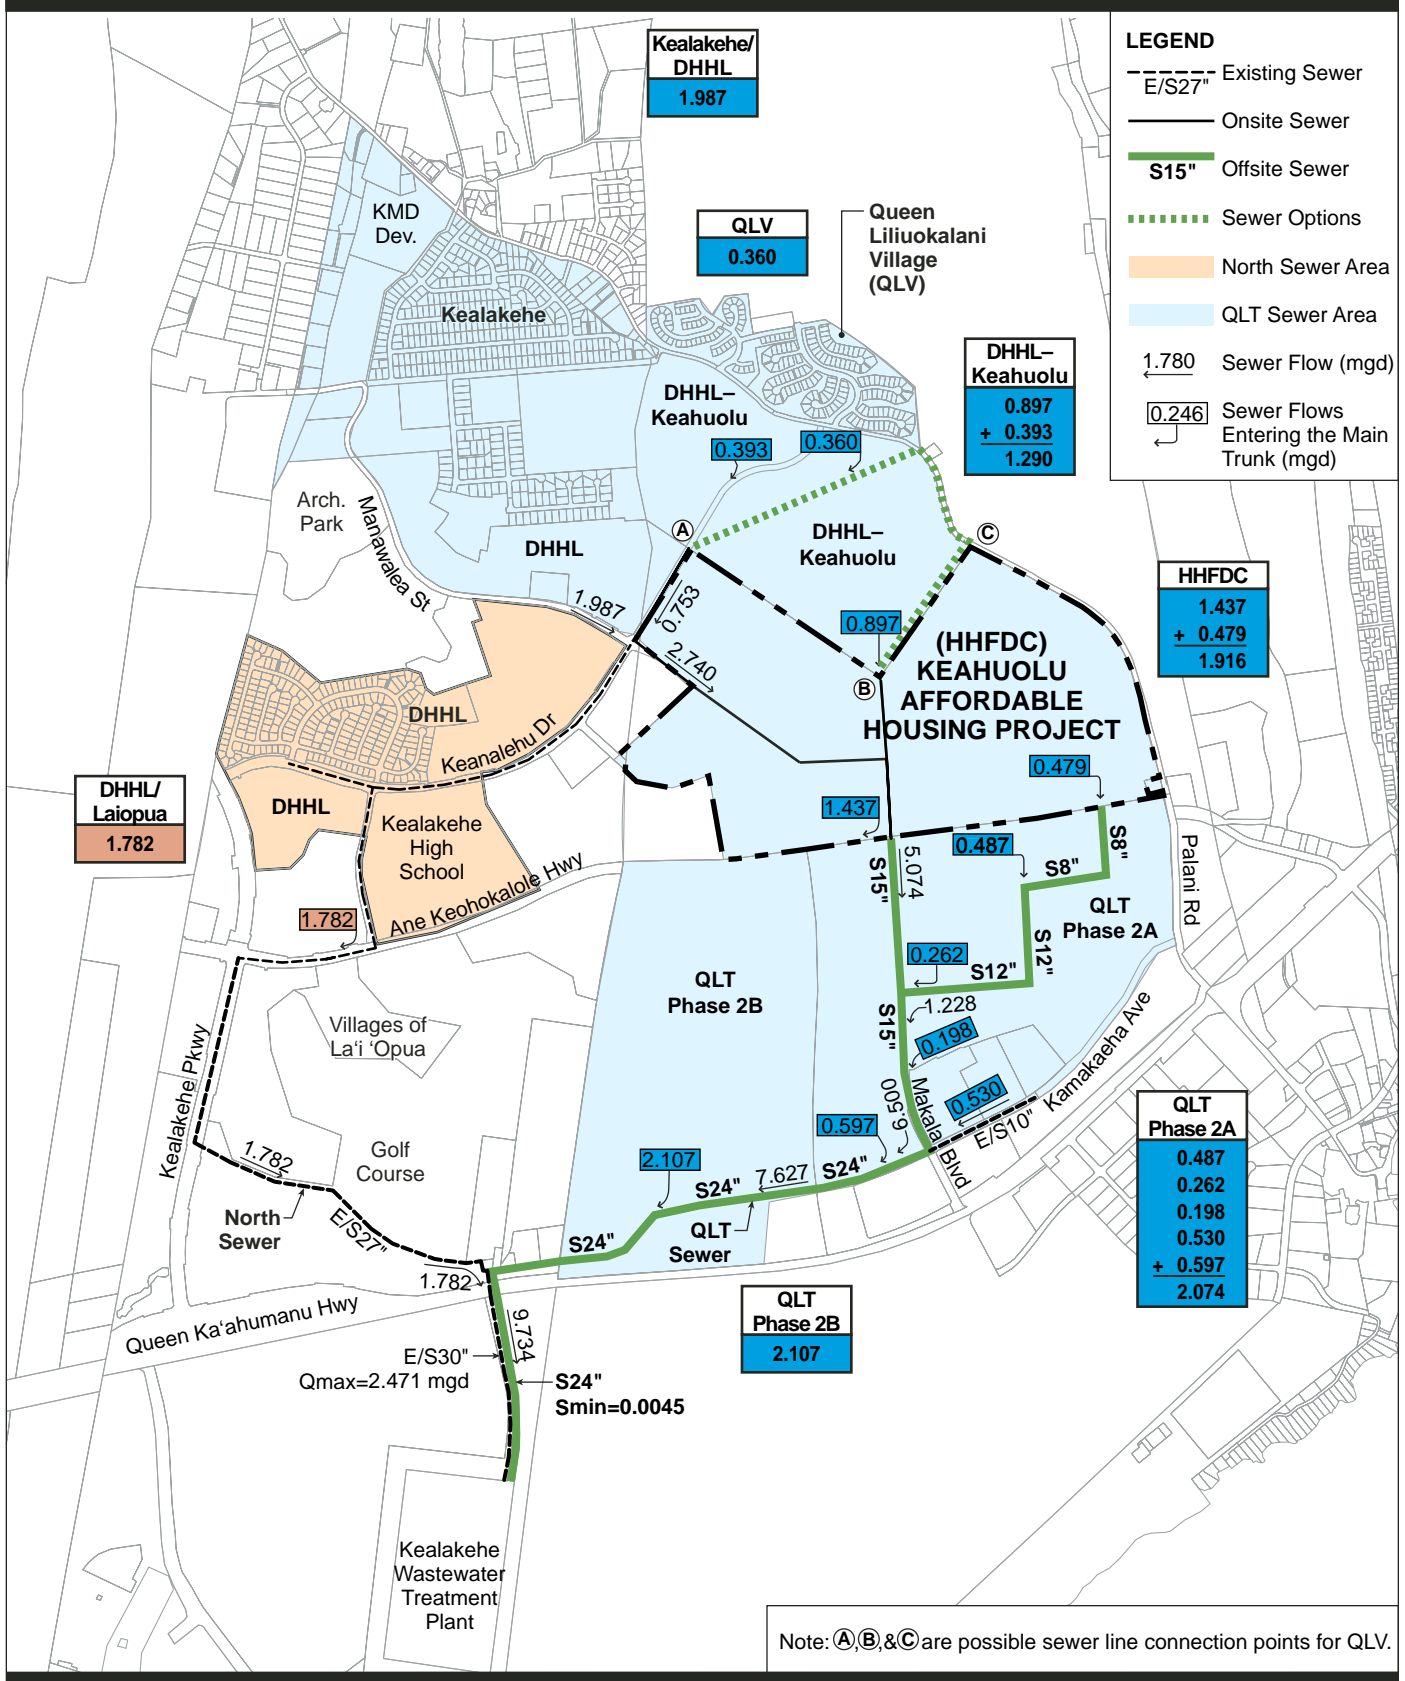 Kealakehe/
DHHL
1.987
LEGEND
E/S27"
Existing Sewer
Onsite Sewer
S15"
Offsite Sewer
Sewer Options
North Sewer Area
QLT Sewer Area
1.780
Sewer Flow (mgd)
0.246
Sewer Flows
Entering the Main
Trunk (mgd)
KMD
Dev.
QLV
0.360
Queen
Liliuokalani
Village
(QLV)
Kealakehe
DHHL–
Keahuolu
0.897
+ 0.393
1.290
DHHL–
Keahuolu
0.393
0.360
Arch.
Park
Manawalea St
DHHL
A
DHHL–
Keahuolu
C
HHFDC
1.437
+ 0.479
1.916
1.987
0.753
2.740
0.897
B
(HHFDC)
KEAHUOLU
AFFORDABLE
HOUSING PROJECT
DHHL
Keanalehu Dr
0.479
DHHL/
Laiopua
1.782
DHHL
Kealakehe
High
School
1.437
0.487
S8"
S8"
Palani Rd
S15"
5.074
Ane Keohokalole Hwy
1.782
QLT
Phase 2A
S12"
0.262
S12"
QLT
Phase 2B
1.228
S15"
0.198
Villages of
La‘i ‘Opua
Kealakehe Pkwy
Kamakaeha Ave
0.530
E/S10"
Makala
Blvd
6.500
0.597
QLT
Phase 2A
0.487
0.262
0.198
0.530
+ 0.597
2.074
Golf
Course
1.782
2.107
7.627
S24"
S24"
North
Sewer
E/S27"
QLT
Sewer
S24"
1.782
Queen Ka‘ahumanu Hwy
9.734
QLT
Phase 2B
2.107
E/S30"
Qmax=2.471 mgd
S24"
Smin=0.0045
Kealakehe
Wastewater
Treatment
Plant
Note: A,B,&C are possible sewer line connection points for QLV.